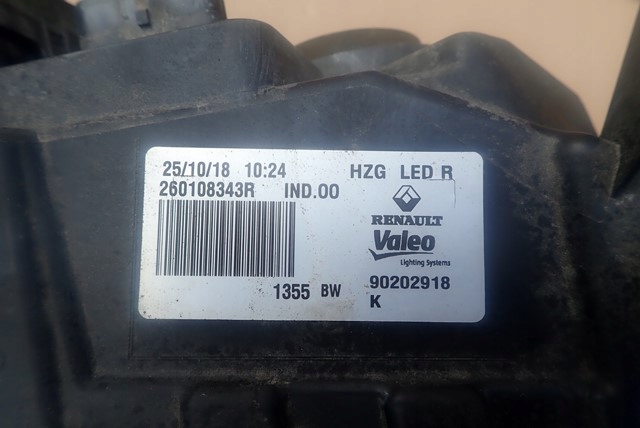 25/10/18 10:24 HZG LED R
260108343R IND.00
RENAULT
Valeo
Lighting Systems
1355 BW 90202918
K